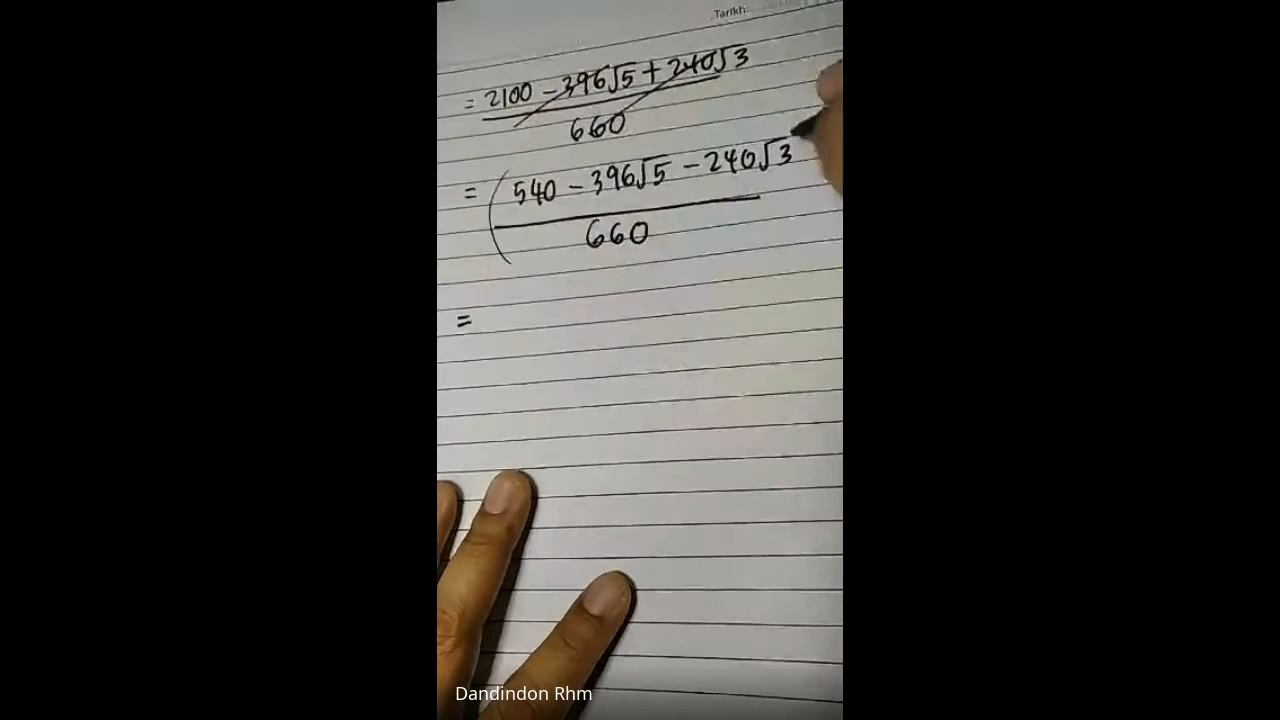 Tarikh:
= 2100 - 396√5 + 240√3
660
= ( 540 - 396√5 - 240√3
660
=
Dandindon Rhm